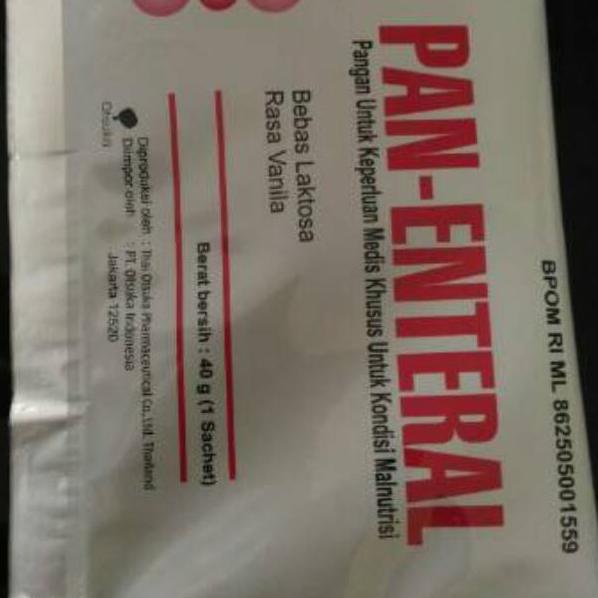 BPOM RI ML 862505001559
PAN-ENTERAL
Pangan Untuk Keperluan Medis Khusus Untuk Kondisi Malnutrisi
Bebas Laktosa
Rasa Vanila
Berat bersih : 40 g (1 Sachet)
Diproduksi oleh : Thai Otsuka Pharmaceutical Co., Ltd. Thailand
Diimpor oleh : PT. Otsuka Indonesia
Jakarta 12520
Otsuka